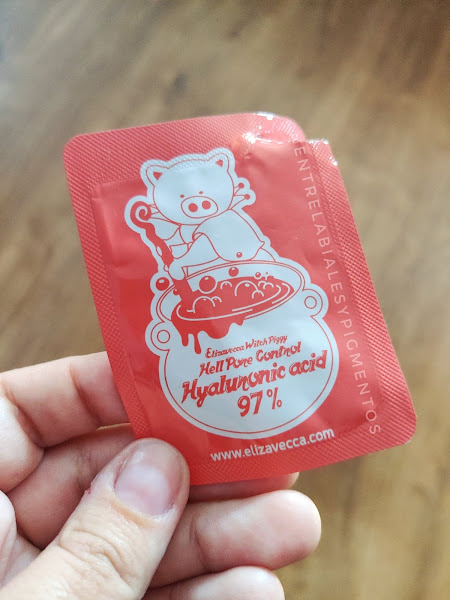 Elizavecca Witch Piggy
Hell Pore Control
Hyaluronic acid
97%
www.elizavecca.com
ENTRELABIALESYPIGMENTOS